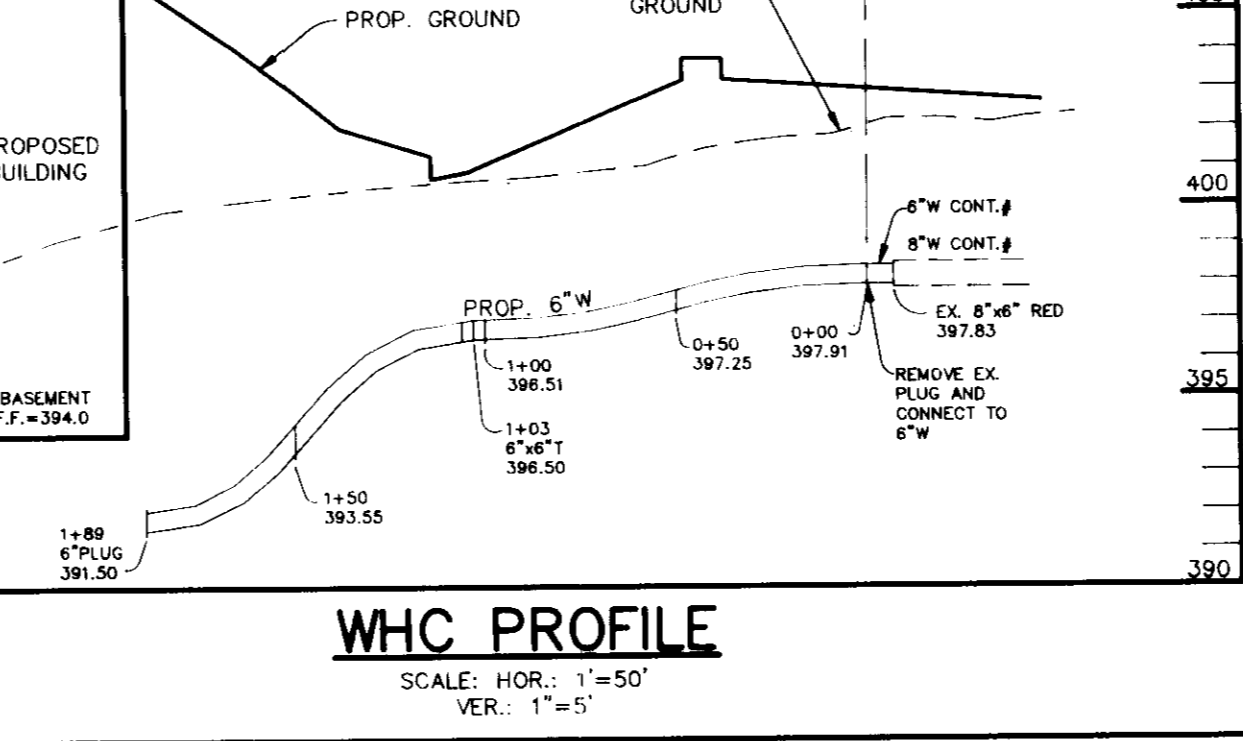 PROP. GROUND
GROUND
ROPOSED
UILDING
400
6"W CONT.#
8"W CONT.#
PROP. 6"W
EX. 8"x6" RED
397.83
0+00
397.91
0+50
397.25
1+00
396.51
REMOVE EX.
PLUG AND
CONNECT TO
6"W
395
BASEMENT
F.F.=394.0
1+03
6"x6"T
396.50
1+50
393.55
1+89
6"PLUG
391.50
390
WHC PROFILE
SCALE: HOR.: 1'=50'
VER.: 1"=5'